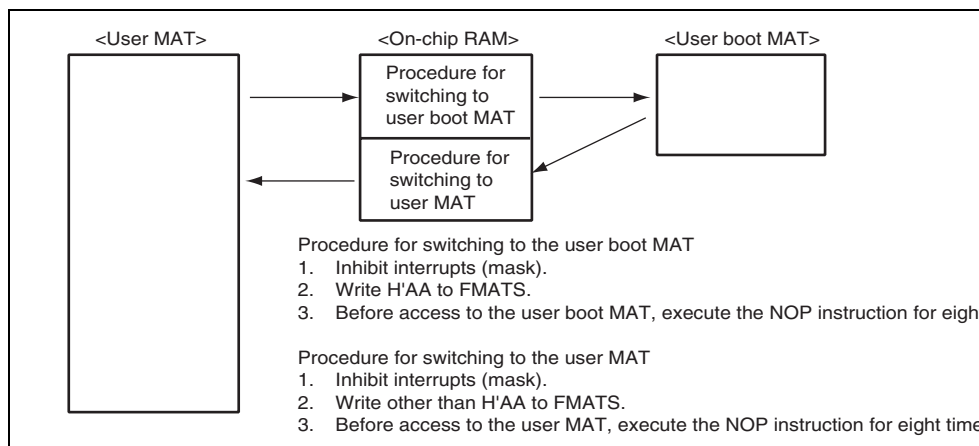 <User MAT>
<On-chip RAM>
<User boot MAT>
Procedure for
switching to
user boot MAT
Procedure for
switching to
user MAT
Procedure for switching to the user boot MAT
1. Inhibit interrupts (mask).
2. Write H'AA to FMATS.
3. Before access to the user boot MAT, execute the NOP instruction for
Procedure for switching to the user MAT
1. Inhibit interrupts (mask).
2. Write other than H'AA to FMATS.
3. Before access to the user MAT, execute the NOP instruction for eight